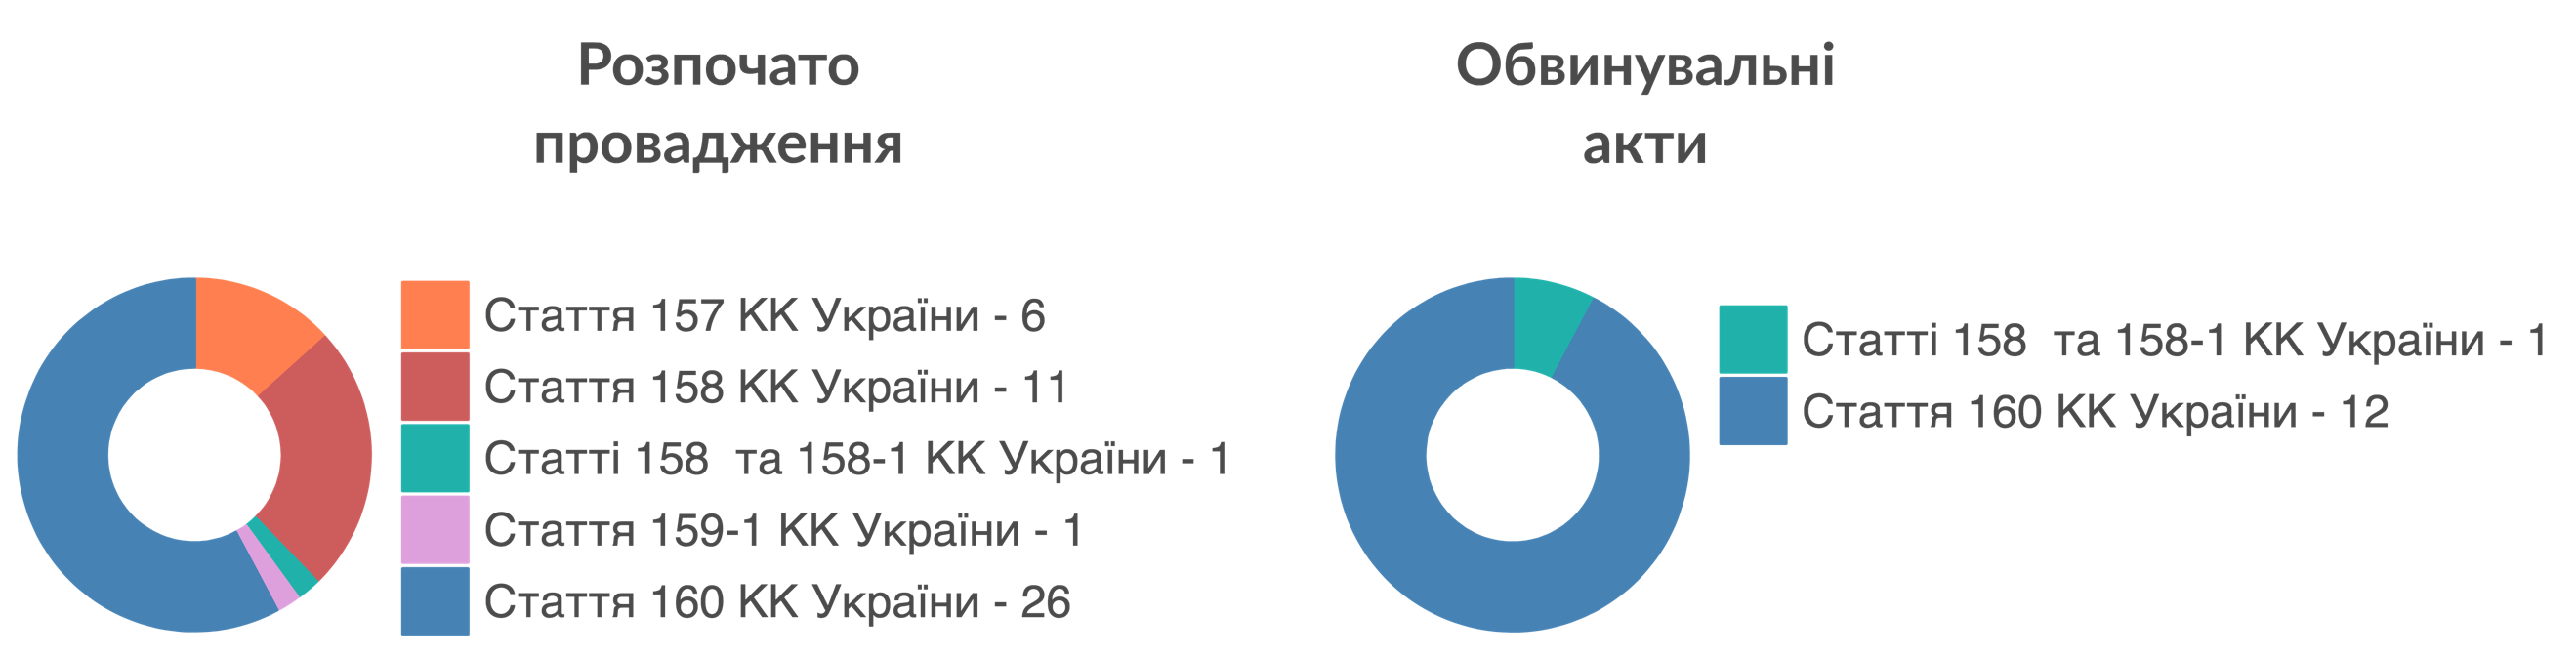 Розпочато
провадження
Стаття 157 КК України - 6
Стаття 158 КК України - 11
Статті 158  та 158-1 КК України - 1
Стаття 159-1 КК України - 1
Стаття 160 КК України - 26
Обвинувальні
акти
Статті 158  та 158-1 КК України - 1
Стаття 160 КК України - 12